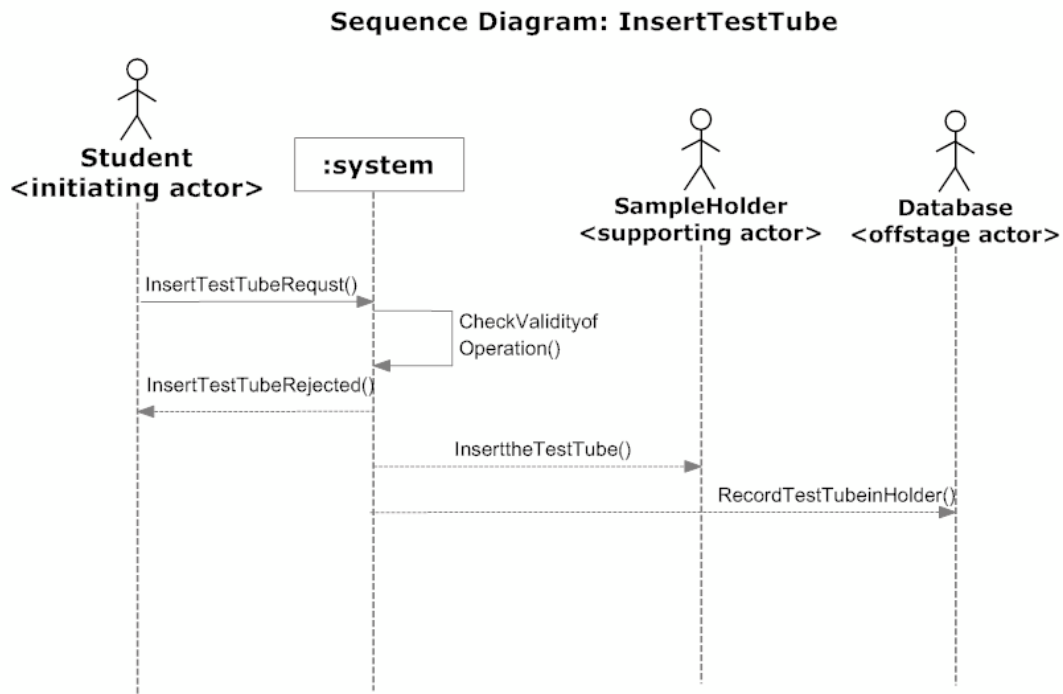 Sequence Diagram: InsertTestTube
Student
<initiating actor>
:system
SampleHolder
<supporting actor>
Database
<offstage actor>
InsertTestTubeRequst()
CheckValidityof
Operation()
InsertTestTubeRejected()
InserttheTestTube()
RecordTestTubeinHolder()